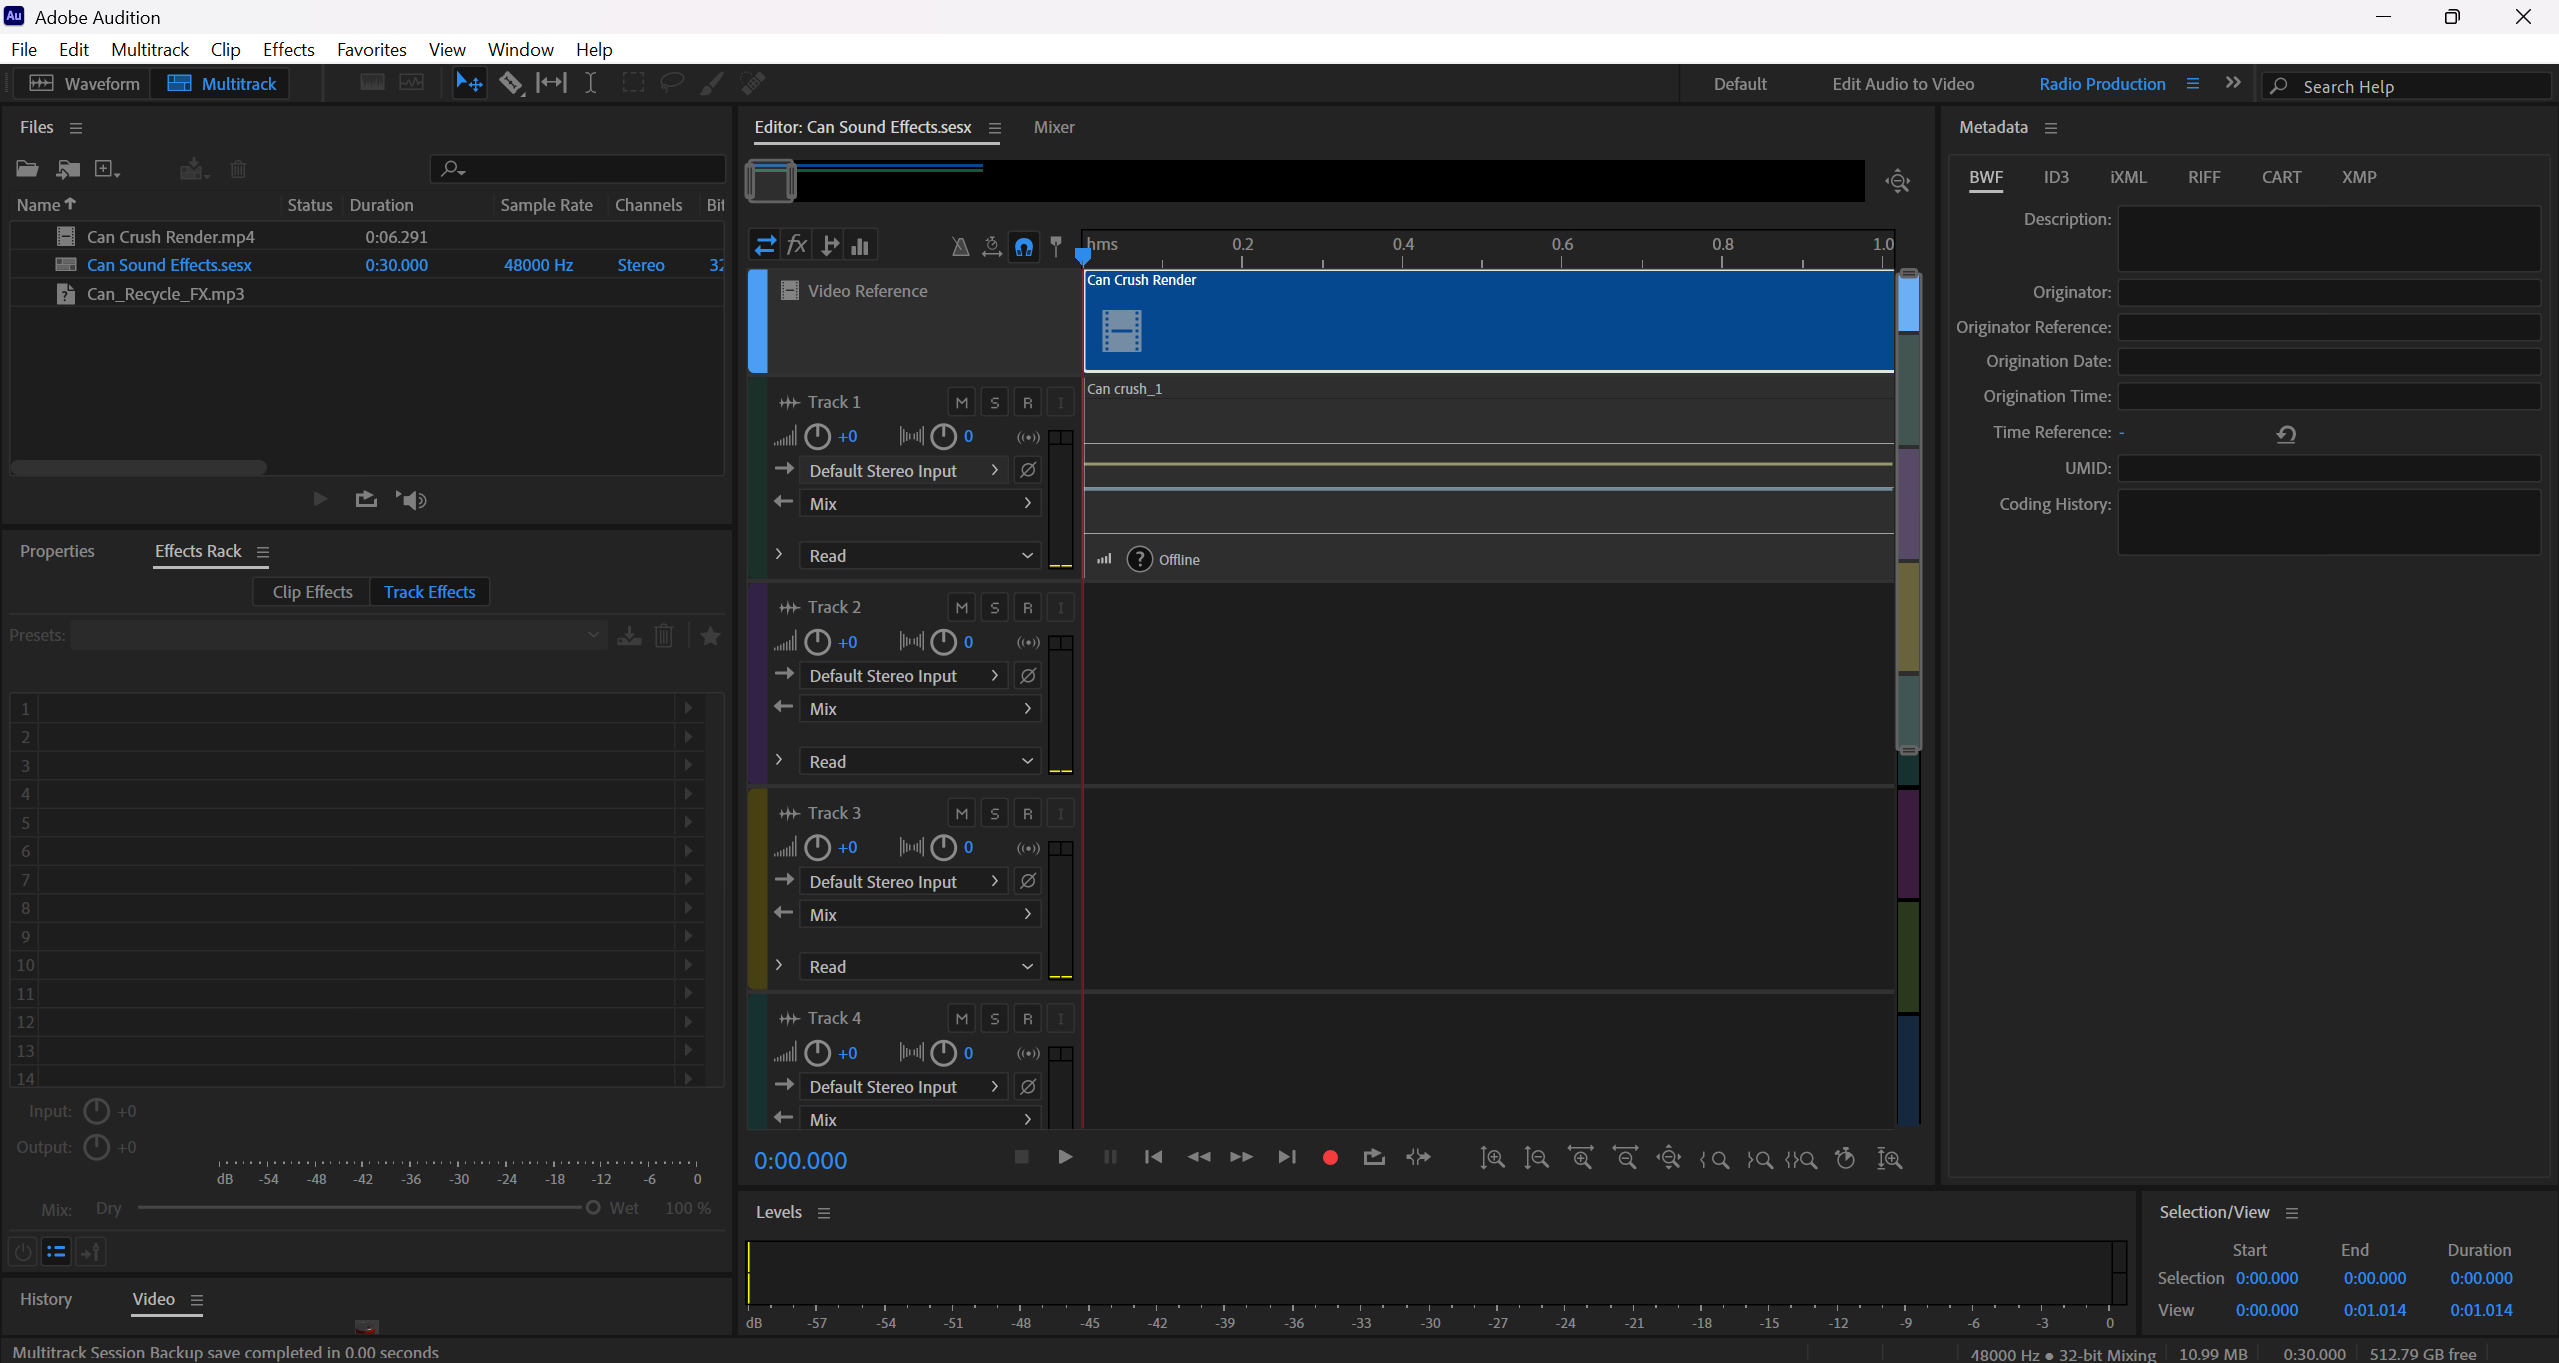 Au Adobe Audition
File Edit Multitrack Clip Effects Favorites View Window Help
Waveform Multitrack Default Edit Audio to Video Radio Production Search Help
Files
Name Status Duration Sample Rate Channels Bit
Can Crush Render.mp4 0:06.291
Can Sound Effects.sesx 0:30.000 48000 Hz Stereo 32
Can_Recycle_FX.mp3
Properties Effects Rack
Clip Effects Track Effects
Presets:
1
2
3
4
5
6
7
8
9
10
11
12
13
14
Input: +0
Output: +0
dB -54 -48 -42 -36 -30 -24 -18 -12 -6 0
Mix: Dry Wet 100 %
History Video
Editor: Can Sound Effects.sesx Mixer
fx hms 0.2 0.4 0.6 0.8 1.0
Video Reference
Can Crush Render
Track 1 M S R I
+0 0
Default Stereo Input
Mix
Read
Can crush_1
? Offline
Track 2 M S R I
+0 0
Default Stereo Input
Mix
Read
Track 3 M S R I
+0 0
Default Stereo Input
Mix
Read
Track 4 M S R I
+0 0
Default Stereo Input
Mix
0:00.000
Levels
dB -57 -54 -51 -48 -45 -42 -39 -36 -33 -30 -27 -24 -21 -18 -15 -12 -9 -6 -3 0
Metadata
BWF ID3 iXML RIFF CART XMP
Description:
Originator:
Originator Reference:
Origination Date:
Origination Time:
Time Reference: -
UMID:
Coding History:
Selection/View
Start End Duration
Selection 0:00.000 0:00.000 0:00.000
View 0:00.000 0:01.014 0:01.014
Multitrack Session Backup save completed in 0.00 seconds
48000 Hz ● 32-bit Mixing 10.99 MB 0:30.000 512.79 GB free